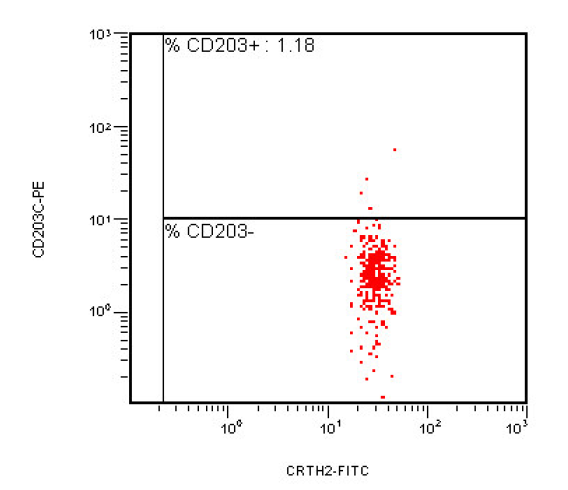 10³
% CD203+ : 1.18
10²
CD203C-PE
10¹
% CD203-
10⁰
10⁰ 10¹ 10² 10³
CRTH2-FITC